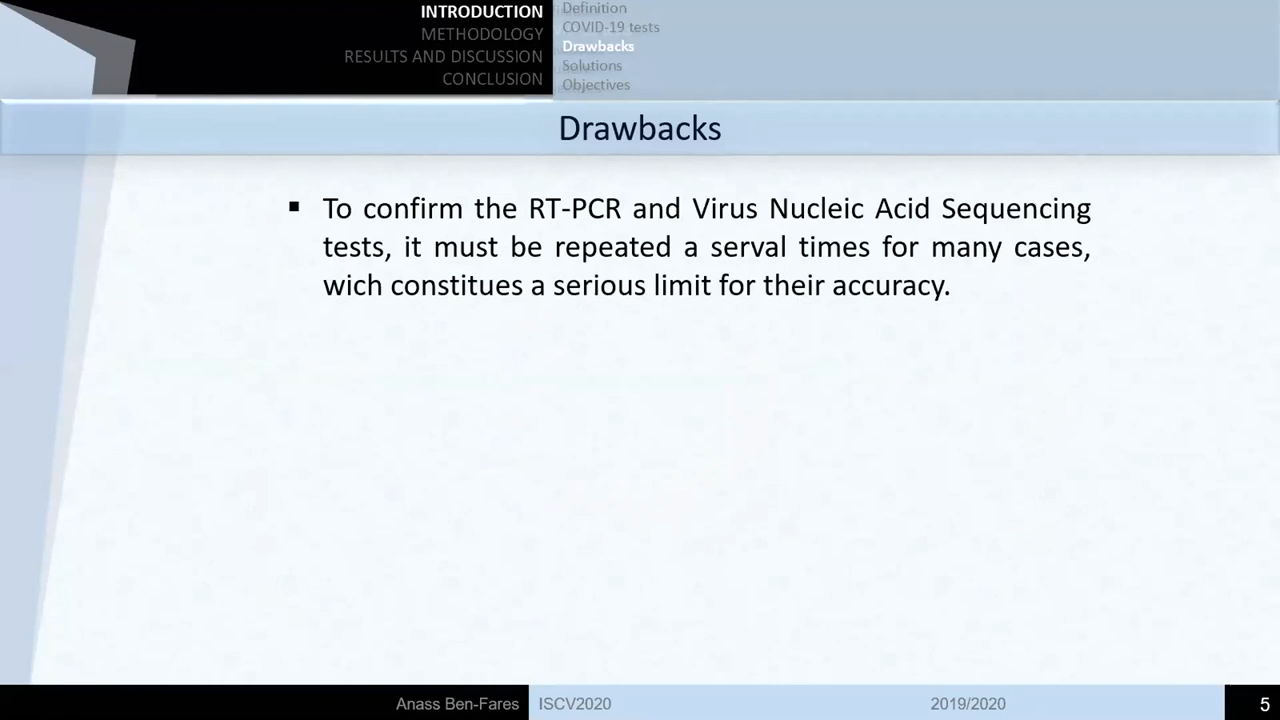 INTRODUCTION
METHODOLOGY
RESULTS AND DISCUSSION
CONCLUSION
Definition
COVID-19 tests
Drawbacks
Solutions
Objectives
Drawbacks
▪ To confirm the RT-PCR and Virus Nucleic Acid Sequencing
tests, it must be repeated a serval times for many cases,
wich constitues a serious limit for their accuracy.
Anass Ben-Fares
ISCV2020
2019/2020
5